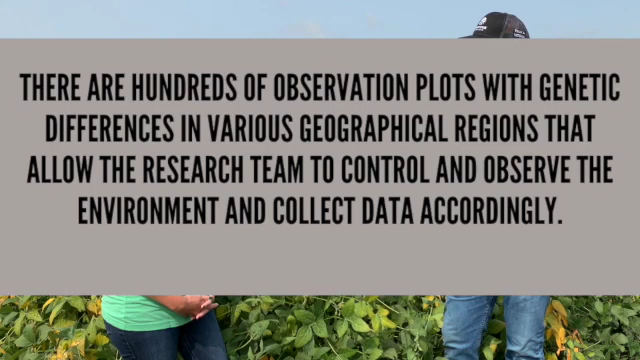 THERE ARE HUNDREDS OF OBSERVATION PLOTS WITH GENETIC
DIFFERENCES IN VARIOUS GEOGRAPHICAL REGIONS THAT
ALLOW THE RESEARCH TEAM TO CONTROL AND OBSERVE THE
ENVIRONMENT AND COLLECT DATA ACCORDINGLY.